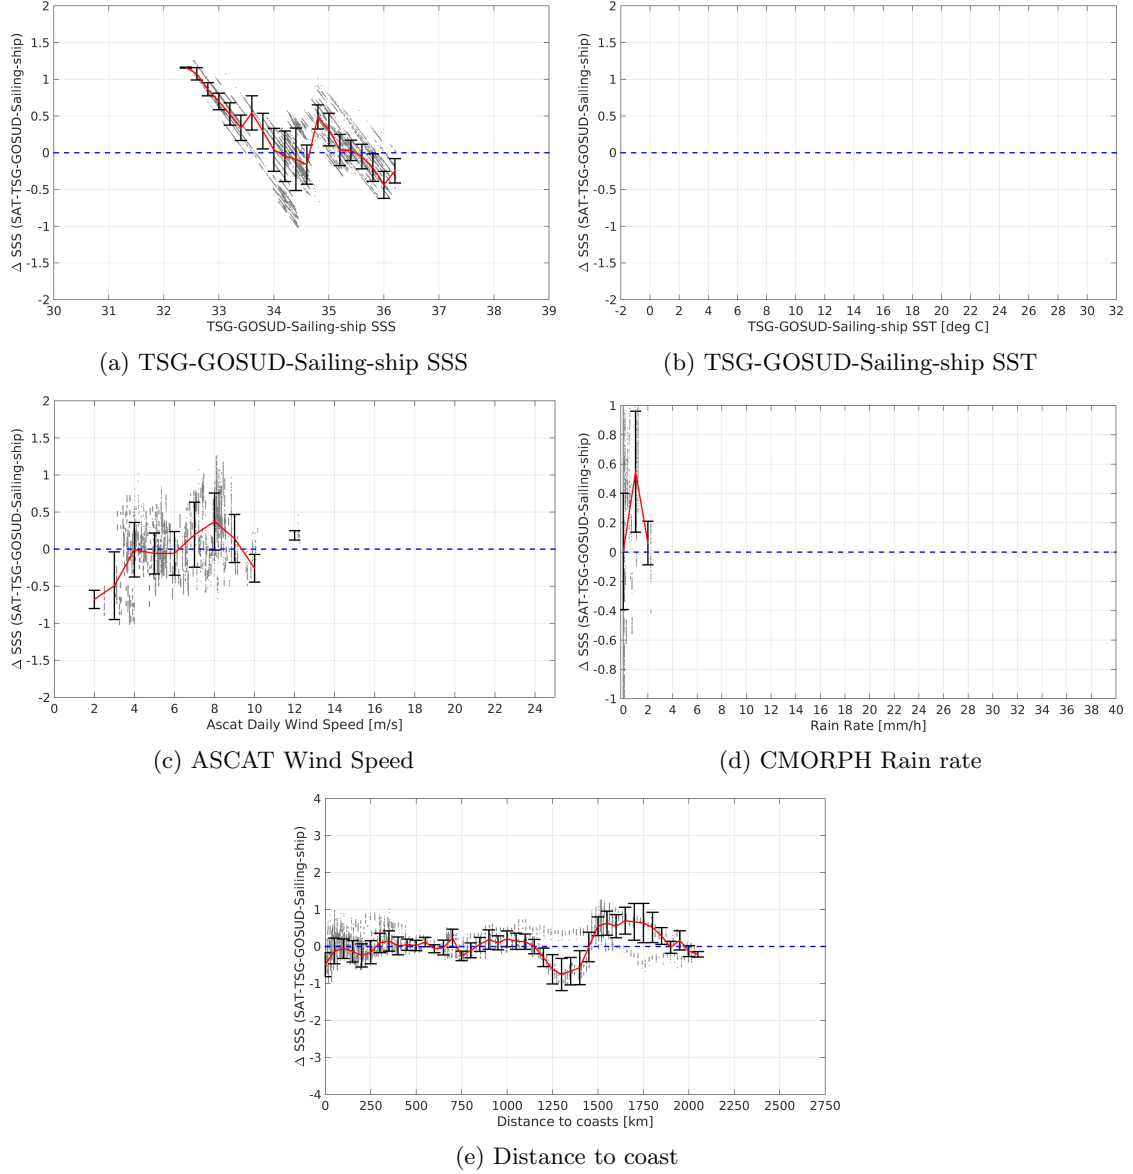 2
1.5
1
0.5
0
-0.5
-1
-1.5
-2
Δ SSS (SAT-TSG-GOSUD-Sailing-ship)
30 31 32 33 34 35 36 37 38 39
TSG-GOSUD-Sailing-ship SSS
(a) TSG-GOSUD-Sailing-ship SSS
2
1.5
1
0.5
0
-0.5
-1
-1.5
-2
Δ SSS (SAT-TSG-GOSUD-Sailing-ship)
-2 0 2 4 6 8 10 12 14 16 18 20 22 24 26 28 30 32
TSG-GOSUD-Sailing-ship SST [deg C]
(b) TSG-GOSUD-Sailing-ship SST
2
1.5
1
0.5
0
-0.5
-1
-1.5
-2
Δ SSS (SAT-TSG-GOSUD-Sailing-ship)
0 2 4 6 8 10 12 14 16 18 20 22 24
Ascat Daily Wind Speed [m/s]
(c) ASCAT Wind Speed
1
0.8
0.6
0.4
0.2
0
-0.2
-0.4
-0.6
-0.8
-1
Δ SSS (SAT-TSG-GOSUD-Sailing-ship)
0 2 4 6 8 10 12 14 16 18 20 22 24 26 28 30 32 34 36 38 40
Rain Rate [mm/h]
(d) CMORPH Rain rate
4
3
2
1
0
-1
-2
-3
-4
Δ SSS (SAT-TSG-GOSUD-Sailing-ship)
0 250 500 750 1000 1250 1500 1750 2000 2250 2500 2750
Distance to coasts [km]
(e) Distance to coast